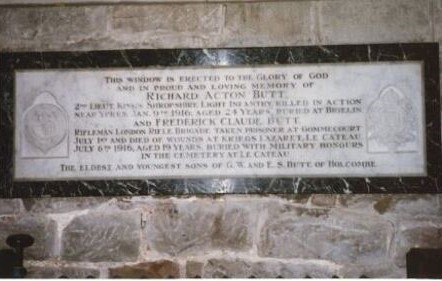 THIS WINDOW IS ERECTED TO THE GLORY OF GOD
AND IN PROUD AND LOVING MEMORY OF
RICHARD ACTON BUTT
2ND LIEUT. KING'S SHROPSHIRE LIGHT INFANTRY, KILLED IN ACTION
NEAR YPRES JAN. 9TH 1916, AGED 24 YEARS, BURIED AT BRIELIN
AND FREDERICK CLAUDE BUTT
RIFLEMAN LONDON RIFLE BRIGADE, TAKEN PRISONER AT GOMMECOURT
JULY 1ST AND DIED OF WOUNDS AT KRIEGS LAZARET, LE CATEAU
JULY 6TH 1916, AGED 19 YEARS, BURIED WITH MILITARY HONOURS
IN THE CEMETERY AT LE CATEAU
THE ELDEST AND YOUNGEST SONS OF G.W. AND E.S. BUTT, OF HOLCOMBE.